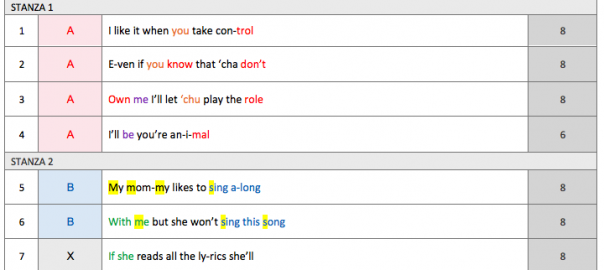 STANZA 1
1 A I like it when you take con-trol 8
2 A E-ven if you know that ‘cha don’t 8
3 A Own me I’ll let ‘chu play the role 8
4 A I’ll be you’re an-i-mal 6
STANZA 2
5 B My mom-my likes to sing a-long 8
6 B With me but she won’t sing this song 8
7 X If she reads all the ly-rics she’ll 8